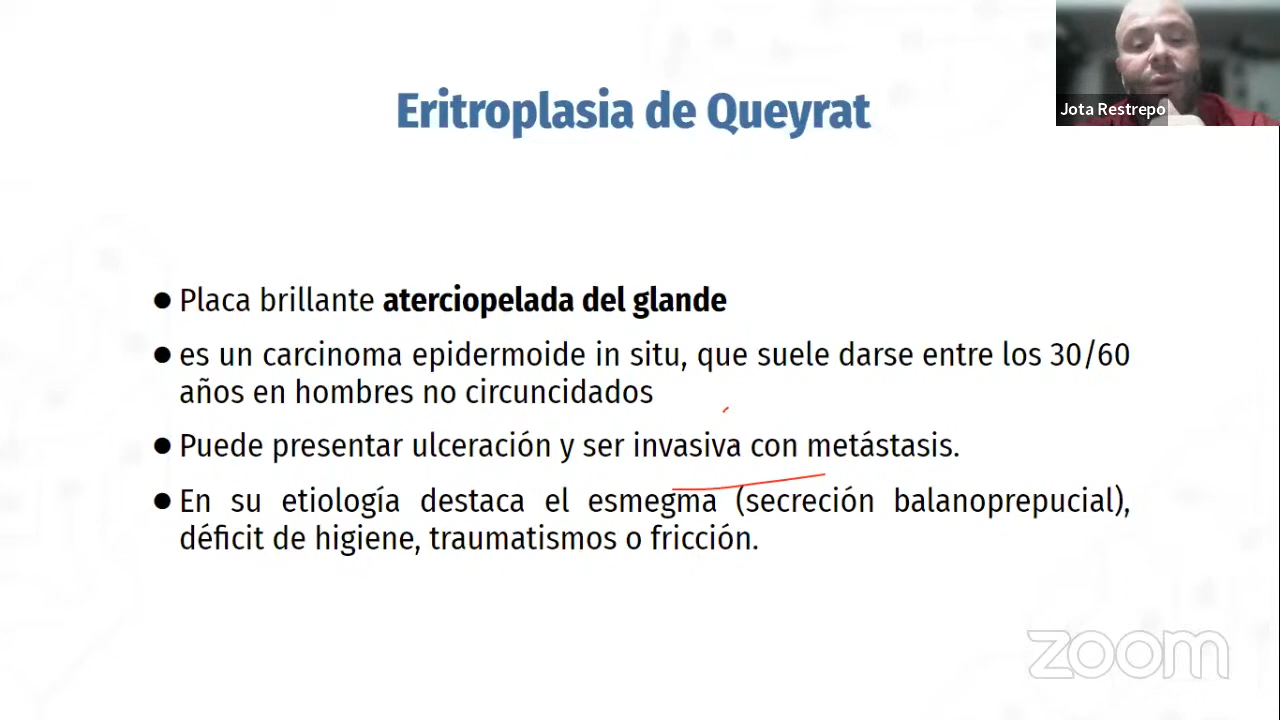 Eritroplasia de Queyrat
Jota Restrepo
● Placa brillante aterciopelada del glande
● es un carcinoma epidermoide in situ, que suele darse entre los 30/60
años en hombres no circuncidados
● Puede presentar ulceración y ser invasiva con metástasis.
● En su etiología destaca el esmegma (secreción balanoprepucial),
déficit de higiene, traumatismos o fricción.
zoom